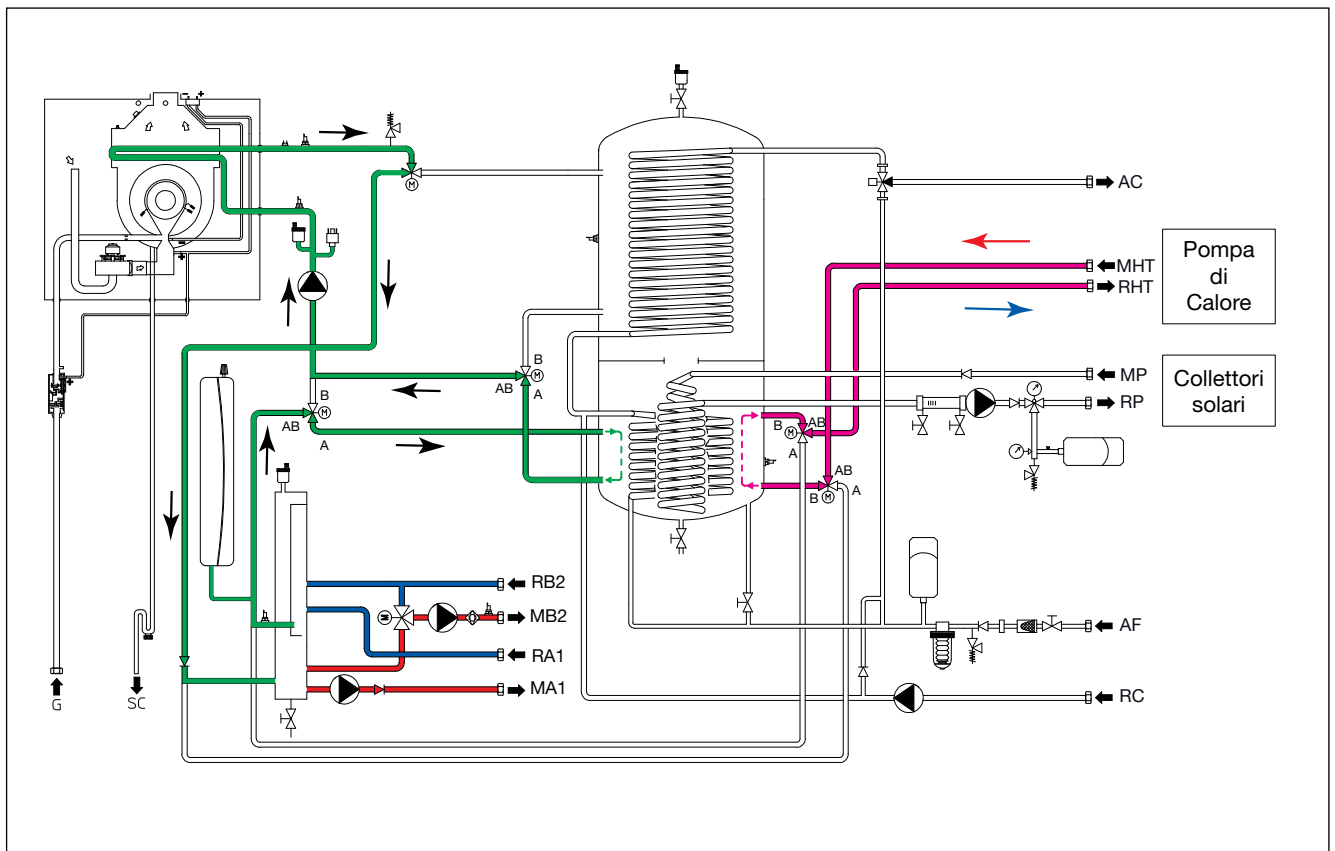 - +
+
-
+
M
AC
Pompa
di
Calore
MHT
RHT
B
AB
M
A
MP
Collettori
solari
RP
B
M
AB
A
B
AB
M
A
AB
B
M
A
RB2
M
MB2
RA1
MA1
AF
RC
G
SC